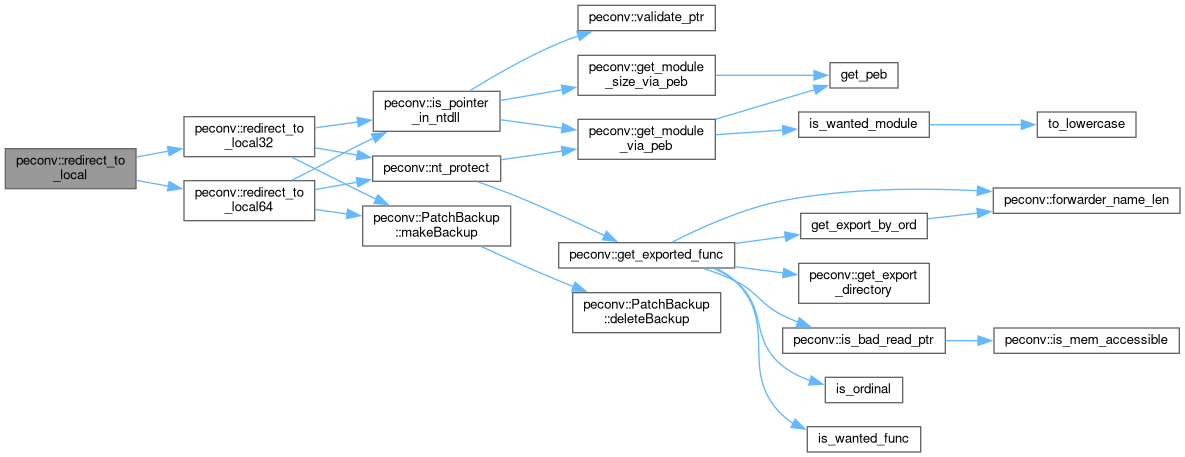 peconv::redirect_to
_local
peconv::redirect_to
_local32
peconv::redirect_to
_local64
peconv::is_pointer
_in_ntdll
peconv::nt_protect
peconv::PatchBackup
::makeBackup
peconv::validate_ptr
peconv::get_module
_size_via_peb
peconv::get_module
_via_peb
peconv::get_exported_func
peconv::PatchBackup
::deleteBackup
get_peb
is_wanted_module
to_lowercase
peconv::forwarder_name_len
get_export_by_ord
peconv::get_export
_directory
peconv::is_bad_read_ptr
peconv::is_mem_accessible
is_ordinal
is_wanted_func